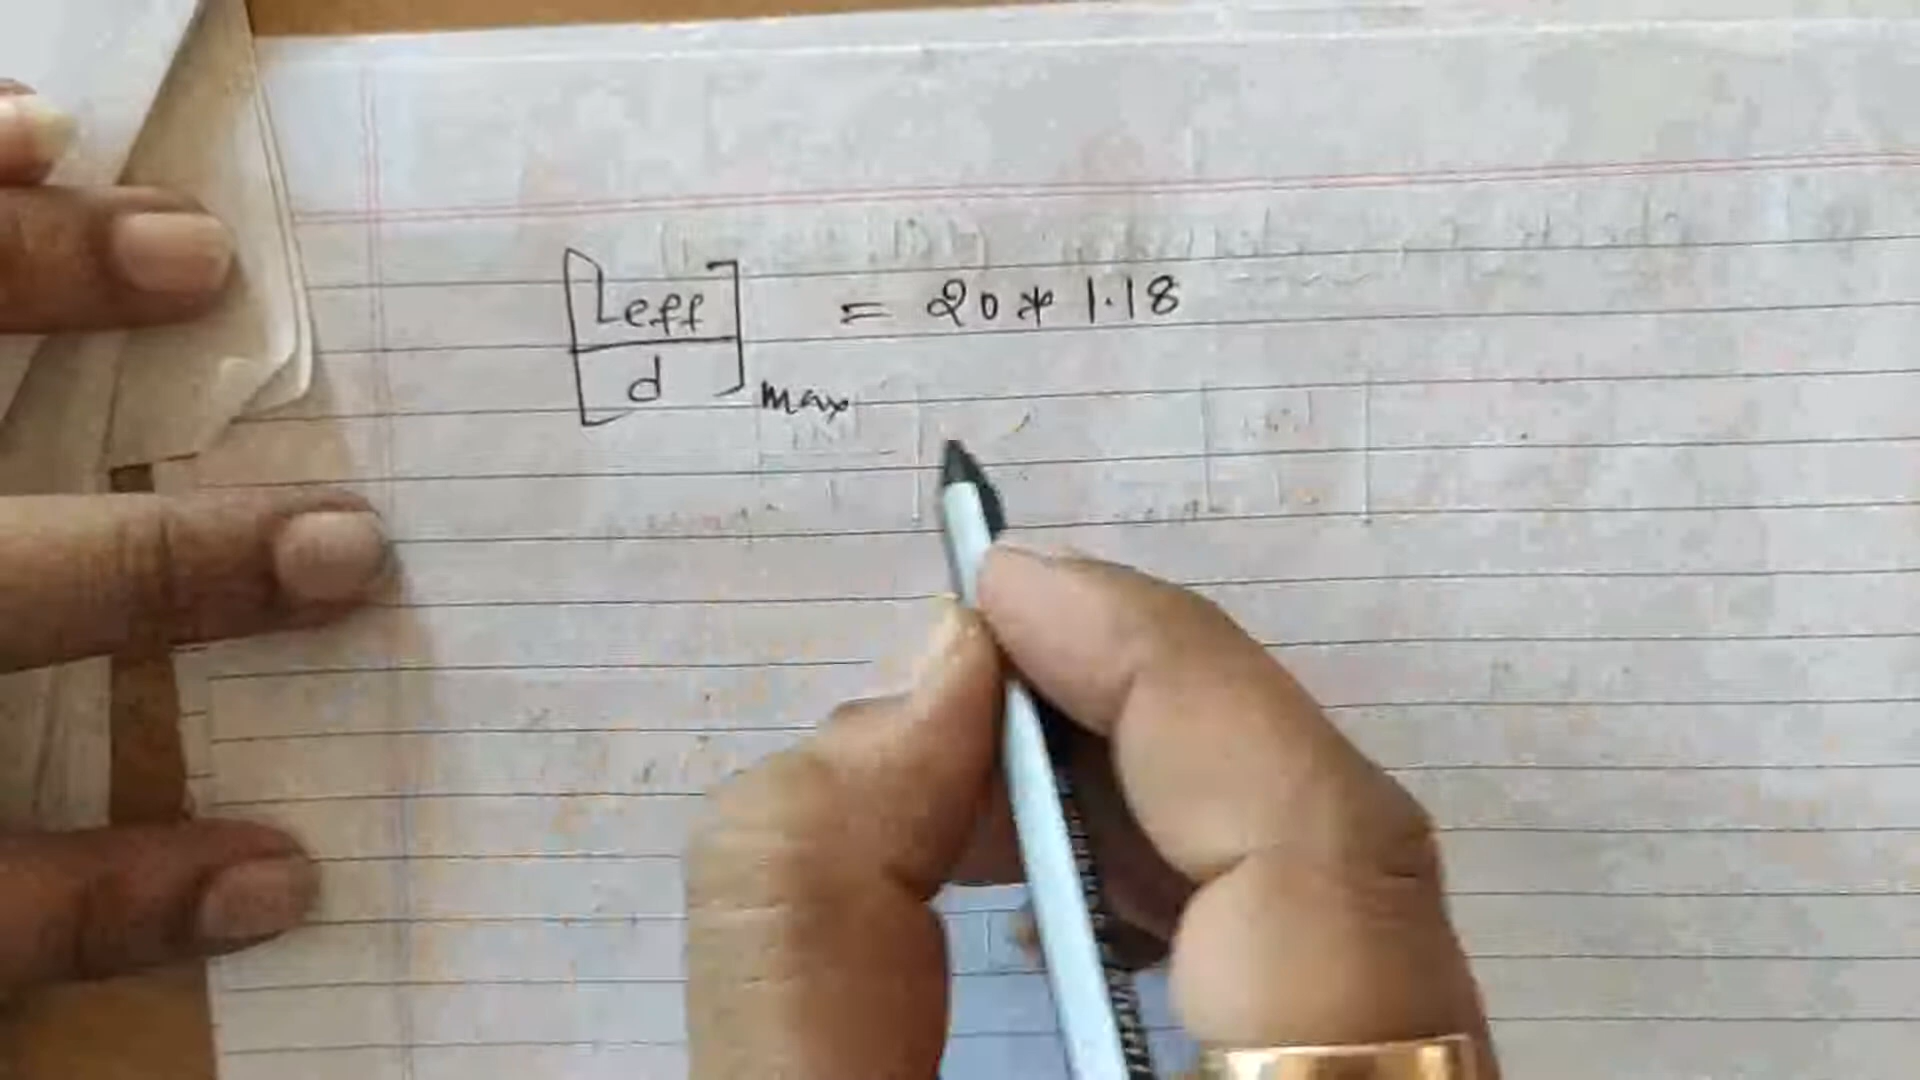 [Leff/d]max = 20 * 1.18